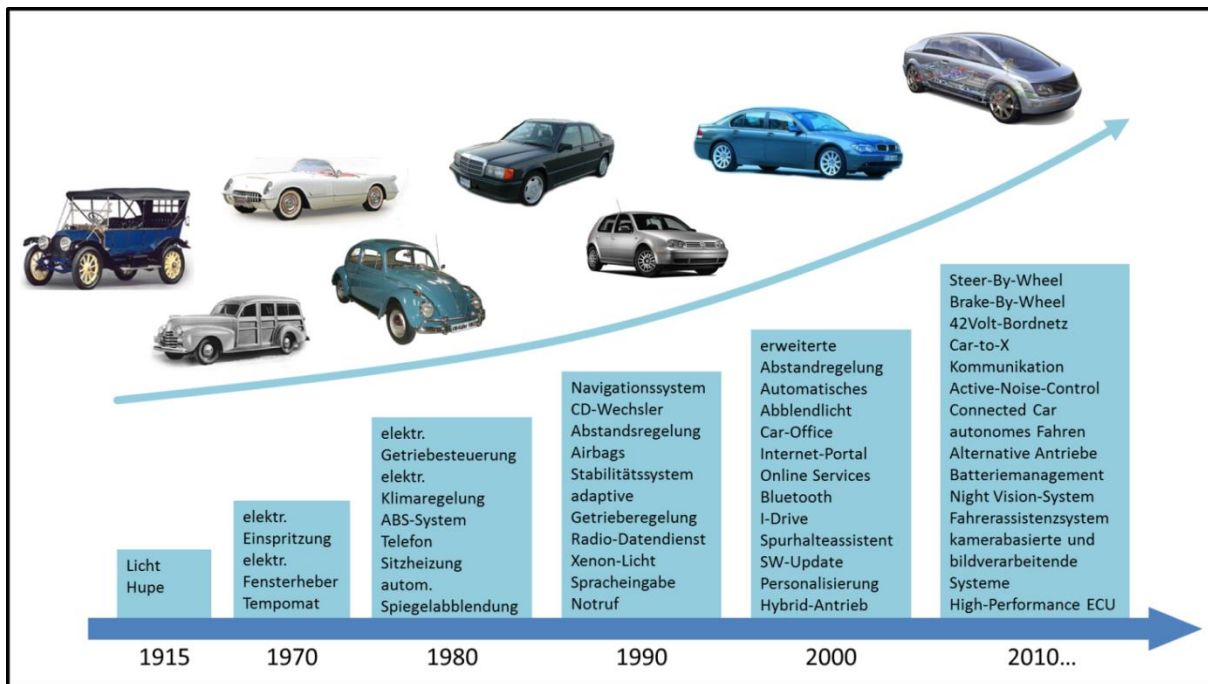 Licht
Hupe
elektr.
Einspritzung
elektr.
Fensterheber
Tempomat
elektr.
Getriebesteuerung
elektr.
Klimaregelung
ABS-System
Telefon
Sitzheizung
autom.
Spiegelabblendung
Navigationssystem
CD-Wechsler
Abstandsregelung
Airbags
Stabilitätssystem
adaptive
Getrieberegelung
Radio-Datendienst
Xenon-Licht
Spracheingabe
Notruf
erweiterte
Abstandregelung
Automatisches
Abblendlicht
Car-Office
Internet-Portal
Online Services
Bluetooth
I-Drive
Spurhalteassistent
SW-Update
Personalisierung
Hybrid-Antrieb
Steer-By-Wheel
Brake-By-Wheel
42Volt-Bordnetz
Car-to-X
Kommunikation
Active-Noise-Control
Connected Car
autonomes Fahren
Alternative Antriebe
Batteriemanagement
Night Vision-System
Fahrerassistenzsystem
kamerabasierte und
bildverarbeitende
Systeme
High-Performance ECU
1915
1970
1980
1990
2000
2010...